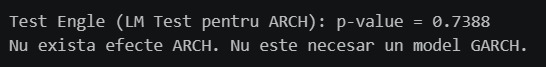 Test Engle (LM Test pentru ARCH): p-value = 0.7388
Nu exista efecte ARCH. Nu este necesar un model GARCH.